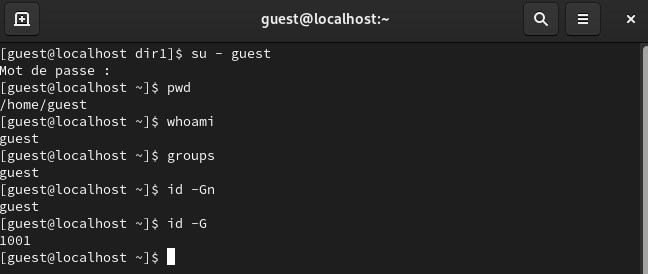 guest@localhost:~
[guest@localhost dir1]$ su - guest
Mot de passe :
[guest@localhost ~]$ pwd
/home/guest
[guest@localhost ~]$ whoami
guest
[guest@localhost ~]$ groups
guest
[guest@localhost ~]$ id -Gn
guest
[guest@localhost ~]$ id -G
1001
[guest@localhost ~]$